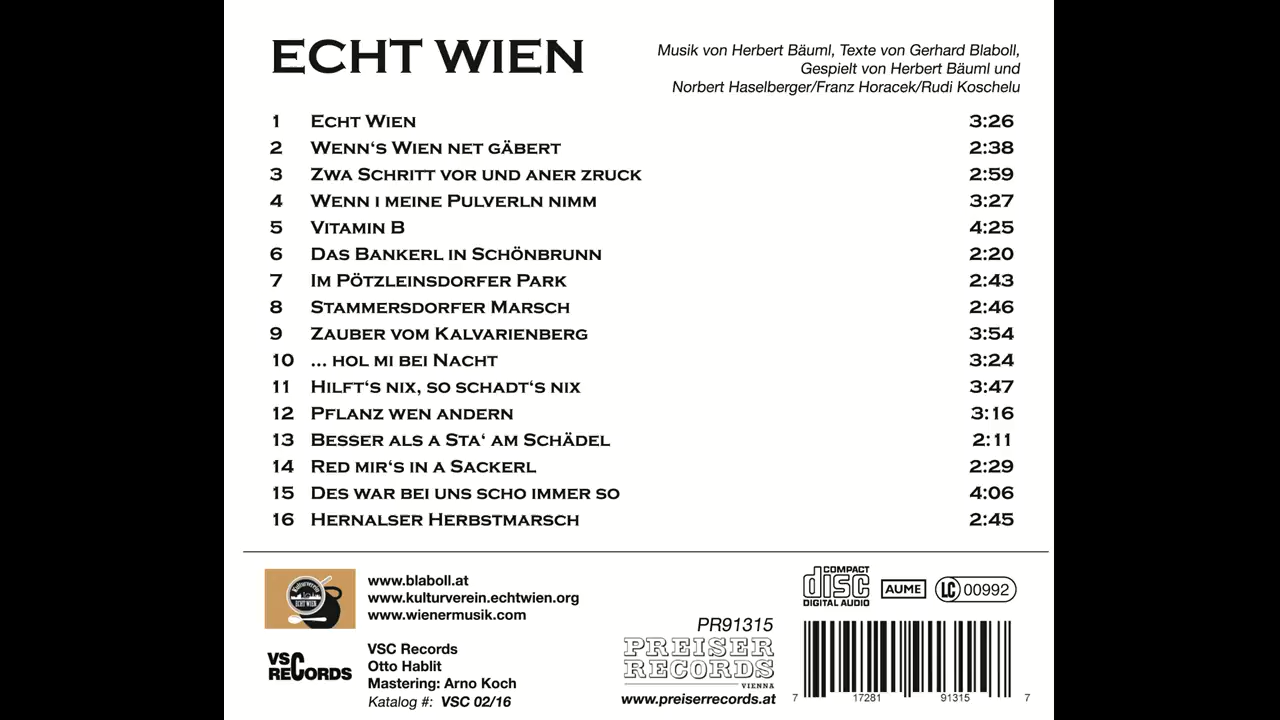 ECHT WIEN
Musik von Herbert Bäuml, Texte von Gerhard Blaboll,
Gespielt von Herbert Bäuml und
Norbert Haselberger/Franz Horacek/Rudi Koschelu
1 Echt Wien 3:26
2 Wenn‘s Wien net gäbert 2:38
3 Zwa Schritt vor und aner zruck 2:59
4 Wenn i meine Pulverln nimm 3:27
5 Vitamin B 4:25
6 Das Bankerl in Schönbrunn 2:20
7 Im Pötzleinsdorfer Park 2:43
8 Stammersdorfer Marsch 2:46
9 Zauber vom Kalvarienberg 3:54
10 ... hol mi bei Nacht 3:24
11 Hilft‘s nix, so schadt‘s nix 3:47
12 Pflanz wen andern 3:16
13 Besser als a Sta‘ am Schädel 2:11
14 Red mir‘s in a Sackerl 2:29
15 Des war bei uns scho immer so 4:06
16 Hernalser Herbstmarsch 2:45
Kulturverein
ECHT WIEN
www.blaboll.at
www.kulturverein.echtwien.org
www.wienermusik.com
VSC
RECORDS
VSC Records
Otto Hablit
Mastering: Arno Koch
Katalog #: VSC 02/16
PR91315
PREISER
RECORDS
VIENNA
www.preiserrecords.at
COMPACT
disc
DIGITAL AUDIO
AUME
LC 00992
7 17281 91315 7